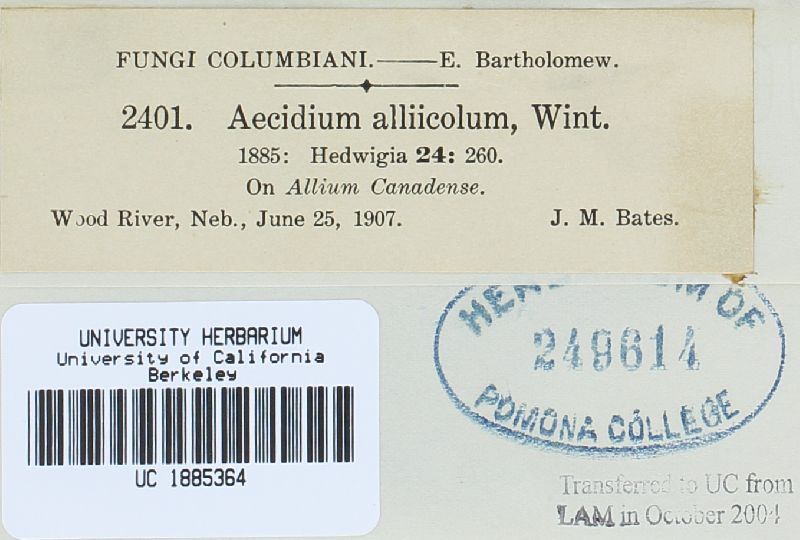 FUNGI COLUMBIANI.——E. Bartholomew.
2401. Aecidium alliicolum, Wint.
1885: Hedwigia 24: 260.
On Allium Canadense.
Wood River, Neb., June 25, 1907. J. M. Bates.
UNIVERSITY HERBARIUM
University of California
Berkeley
UC 1885364
OF
249614
POMONA COLLEGE
Transferred to UC from
LAM in October 2004